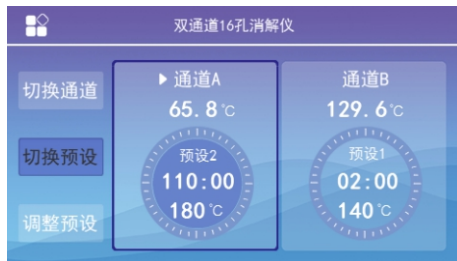 双通道16孔消解仪
切换通道
切换预设
调整预设
▶ 通道A
65.8℃
预设2
110:00
180℃
通道B
129.6℃
预设1
02:00
140℃